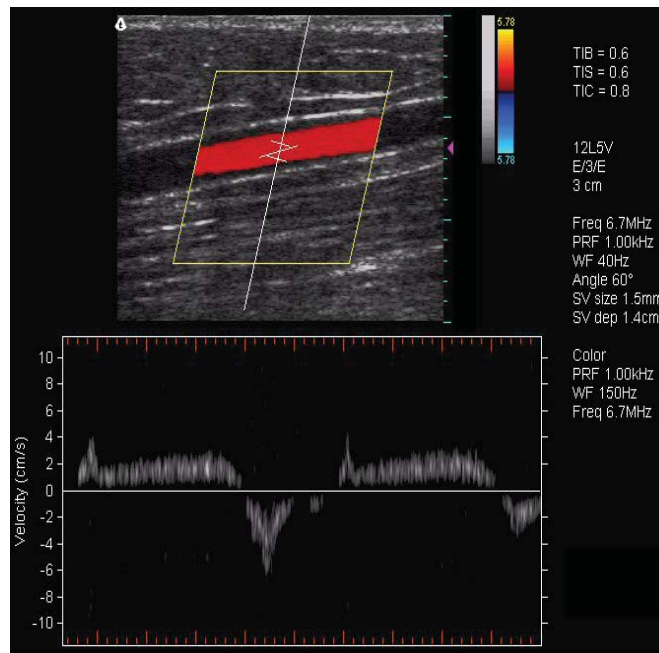 5.78
5.78
TIB = 0.6
TIS = 0.6
TIC = 0.8
12L5V
E/3/E
3 cm
Freq 6.7MHz
PRF 1.00kHz
WF 40Hz
Angle 60°
SV size 1.5mm
SV dep 1.4cm
Color
PRF 1.00kHz
WF 150Hz
Freq 6.7MHz
Velocity (cm/s)
10
8
6
4
2
0
-2
-4
-6
-8
-10